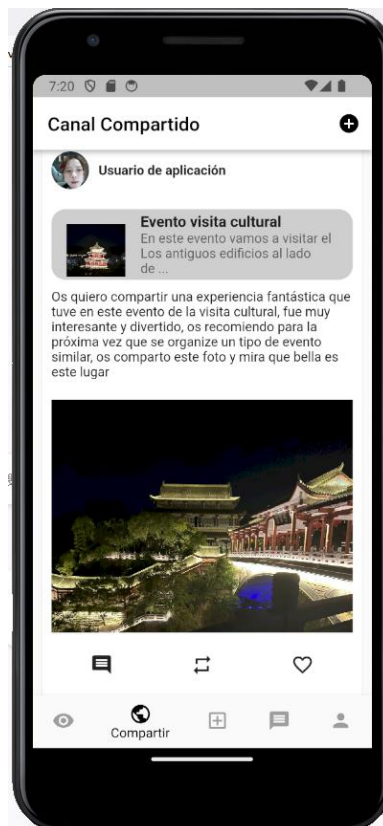 7:20
Canal Compartido
Usuario de aplicación
Evento visita cultural
En este evento vamos a visitar el
Los antiguos edificios al lado
de ...
Os quiero compartir una experiencia fantástica que
tuve en este evento de la visita cultural, fue muy
interesante y divertido, os recomiendo para la
próxima vez que se organize un tipo de evento
similar, os comparto este foto y mira que bella es
este lugar
Compartir